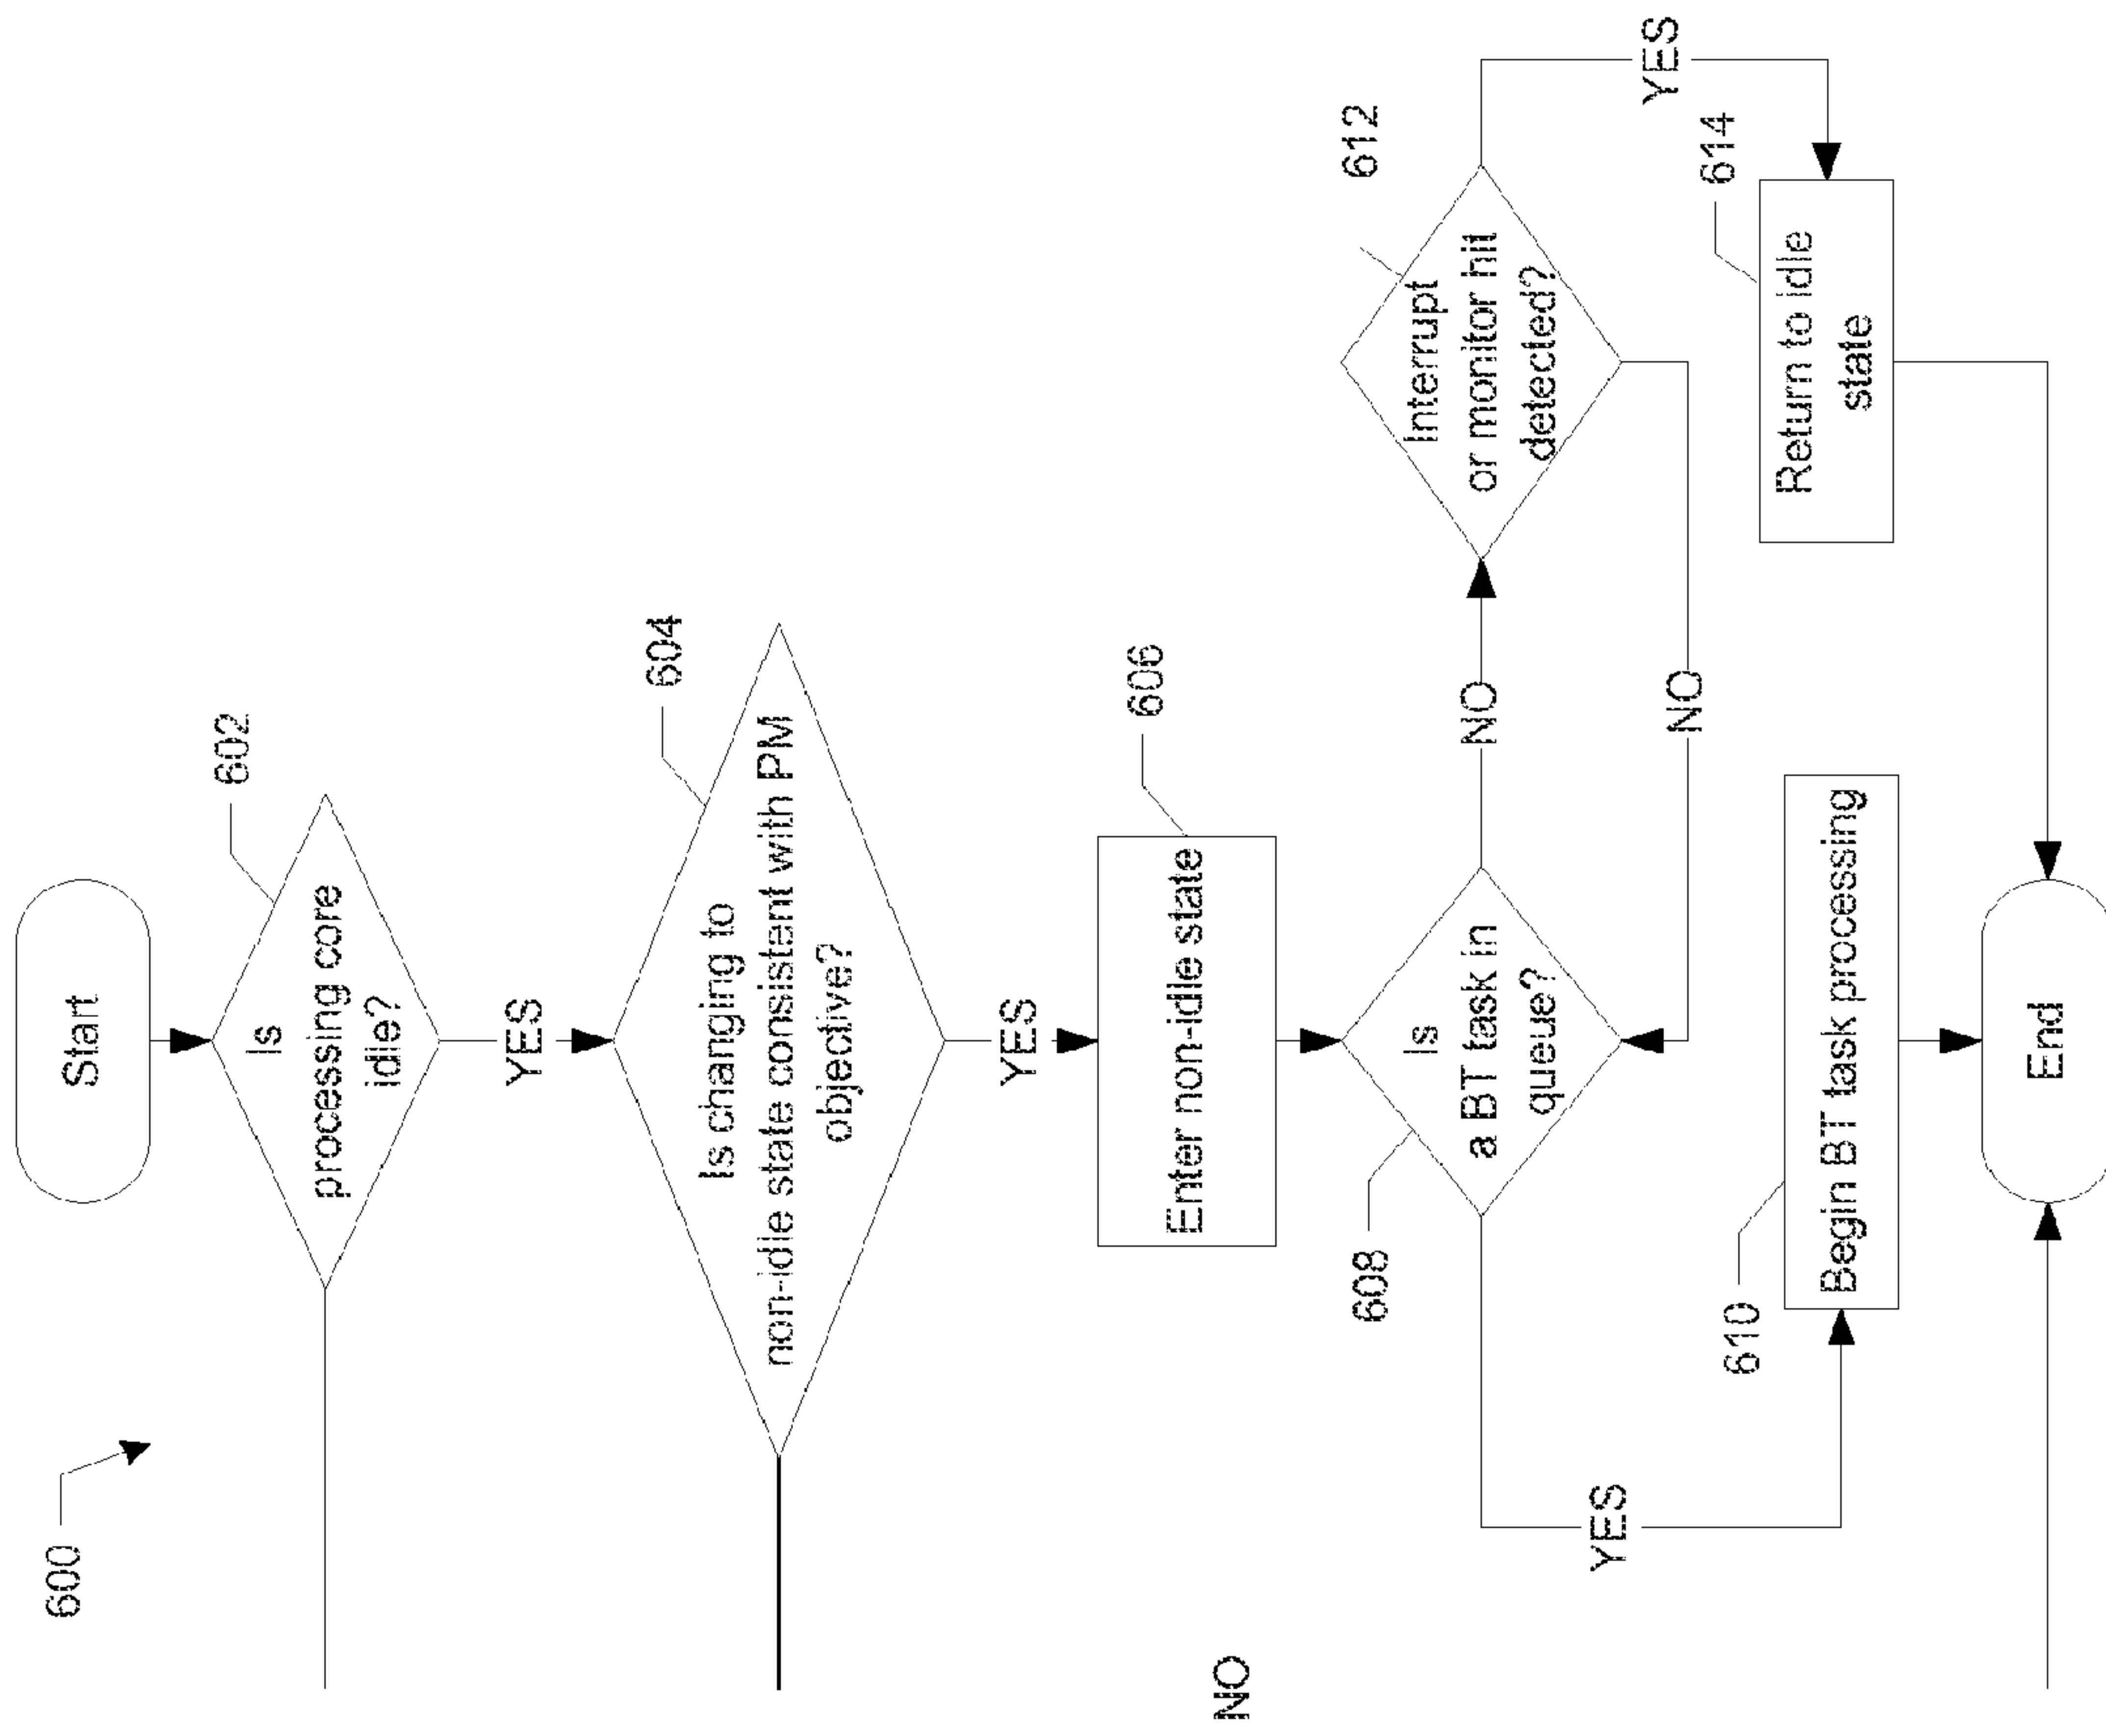 600
Start
602
Is
processing core
idle?
YES
604
Is changing to
non-idle state consistent with PM
objective?
YES
606
Enter non-idle state
608
Is
a BT task in
queue?
NO
612
Interrupt
or monitor hit
detected?
YES
NO
YES
NO
610
Begin BT task processing
614
Return to idle
state
End